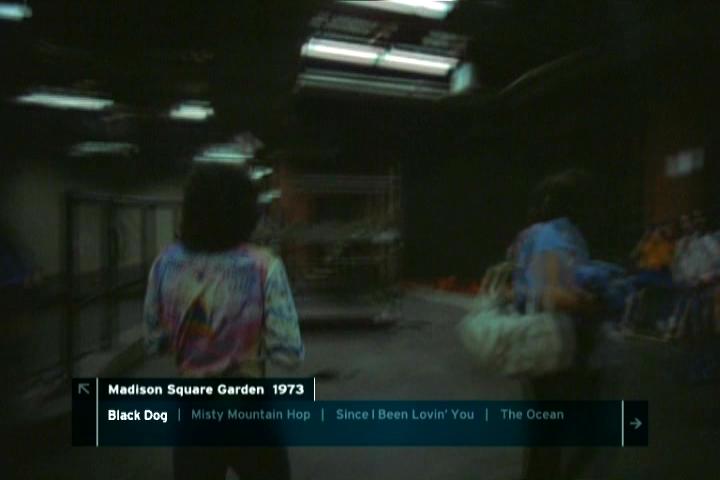 Madison Square Garden 1973
Black Dog | Misty Mountain Hop | Since I Been Lovin' You | The Ocean